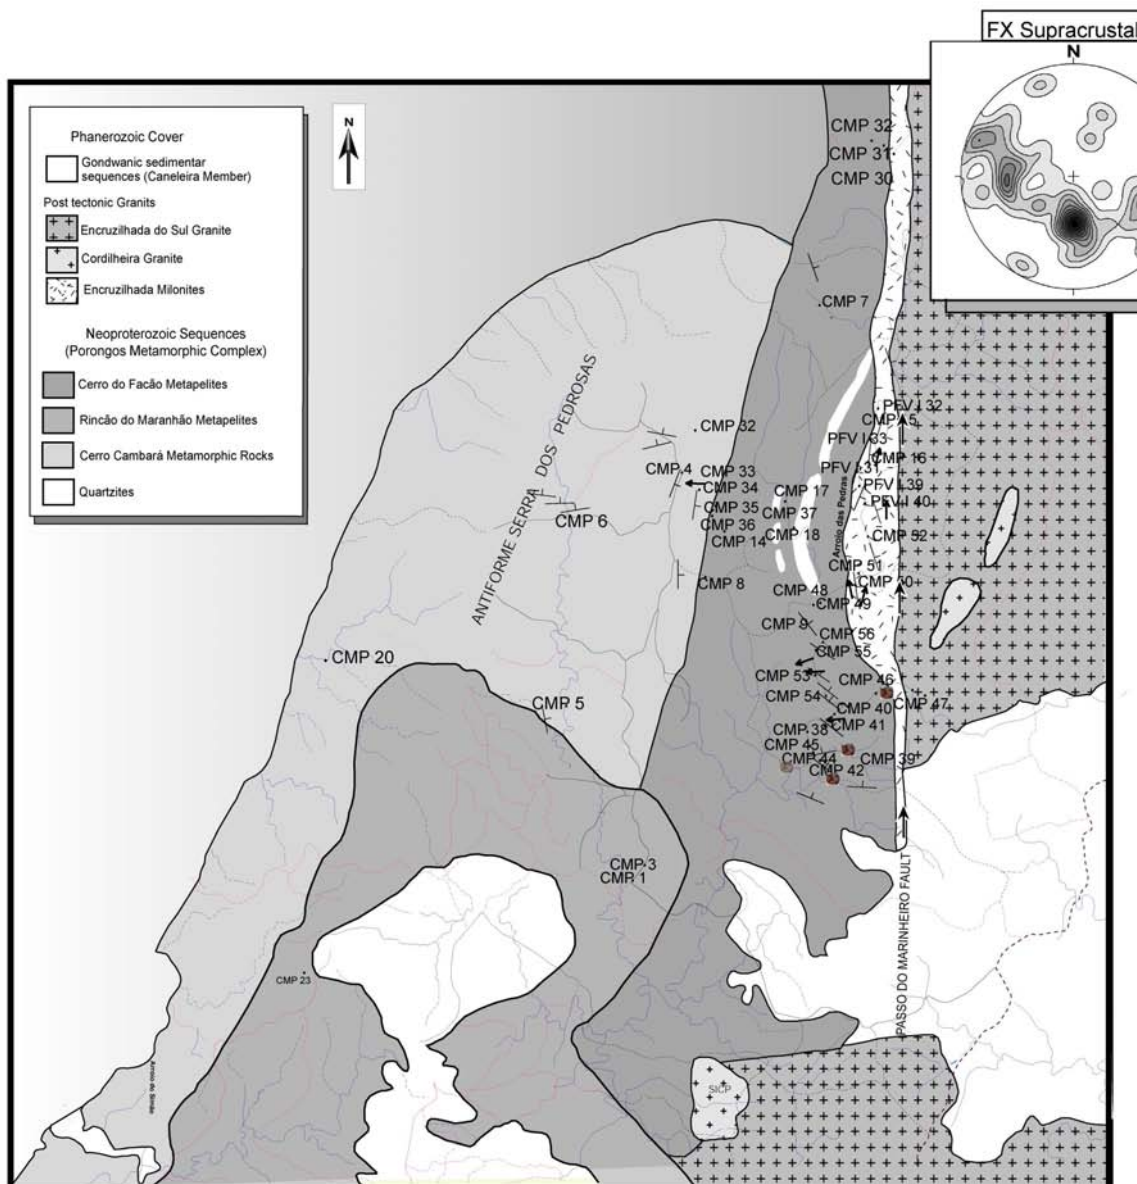 FX Supracrustal
N
Phanerozoic Cover
Gondwanic sedimentar
sequences (Caneleira Member)
Post tectonic Granits
Encruzilhada do Sul Granite
Cordilheira Granite
Encruzilhada Milonites
Neoproterozoic Sequences
(Porongos Metamorphic Complex)
Cerro do Facão Metapelites
Rincão do Maranhão Metapelites
Cerro Cambará Metamorphic Rocks
Quartzites
N
CMP 32
CMP 31
CMP 30
CMP 7
ANTIFORME SERRA DOS PEDROSAS
PFV I 32
CMP 15
CMP 32
PFV I 33
CMP 16
CMP 4
CMP 33
PFV I 31
CMP 34
CMP 17
PFV I 39
CMP 35
CMP 37
PFV I 40
CMP 6
CMP 36
CMP 14
CMP 18
Arroio das Pedras
CMP 52
CMP 51
CMP 8
CMP 50
CMP 48
CMP 49
CMP 9
CMP 56
CMP 55
CMP 20
CMP 53
CMP 46
CMP 54
CMP 47
CMP 5
CMP 40
CMP 38
CMP 41
CMP 45
CMP 44
CMP 39
CMP 42
CMP 3
CMP 1
PASSO DO MARINHEIRO FAULT
CMP 23
Arroio do Simão
SICP